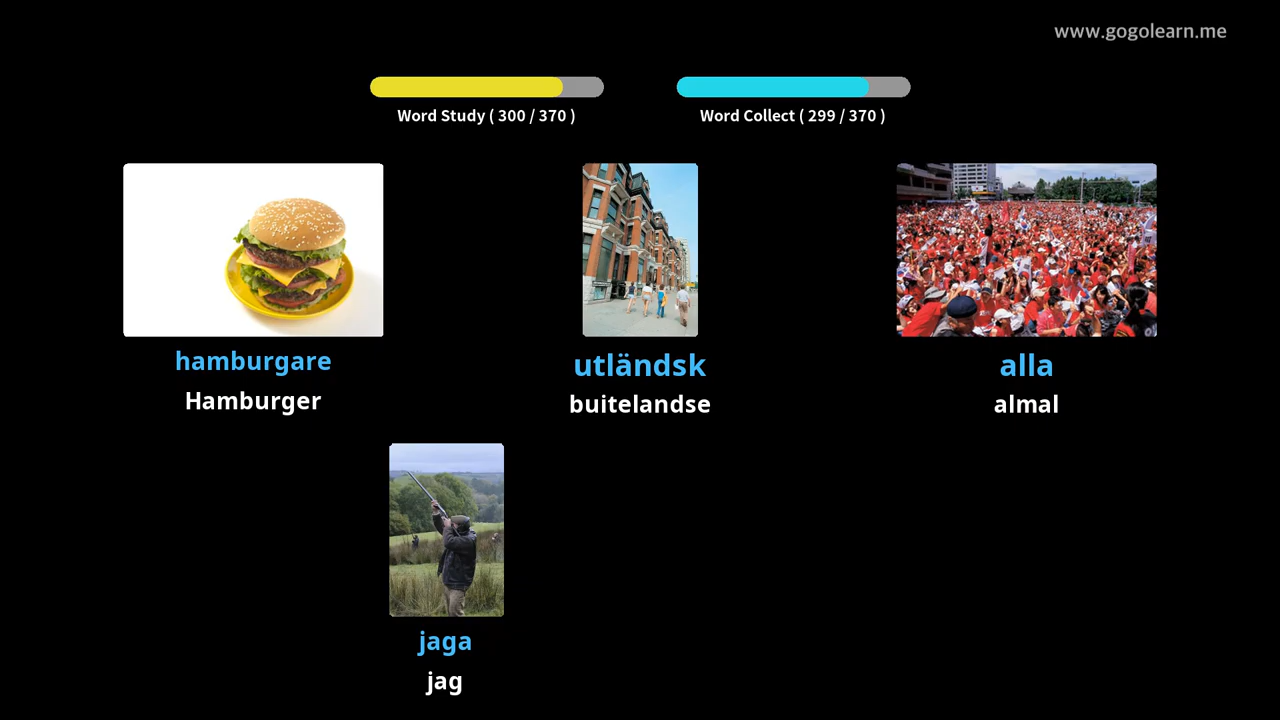 www.gogolearn.me
Word Study ( 300 / 370 )
Word Collect ( 299 / 370 )
hamburgare
Hamburger
utländsk
buitelandse
alla
almal
jaga
jag